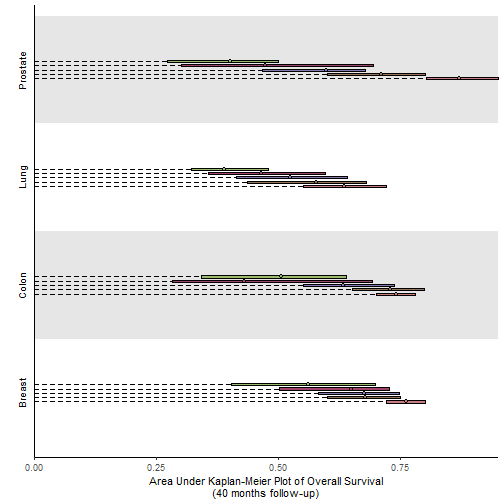 Prostate
Lung
Colon
Breast
0.00 0.25 0.50 0.75
Area Under Kaplan-Meier Plot of Overall Survival
(40 months follow-up)